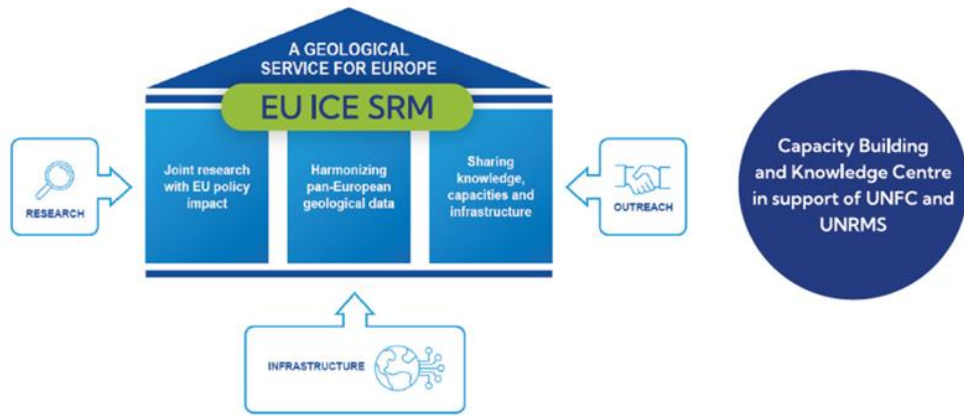 A GEOLOGICAL
SERVICE FOR EUROPE
EU ICE SRM
Joint research
with EU policy
impact
Harmonizing
pan-European
geological data
Sharing
knowledge,
capacities and
infrastructure
RESEARCH
OUTREACH
INFRASTRUCTURE
Capacity Building
and Knowledge Centre
in support of UNFC and
UNRMS